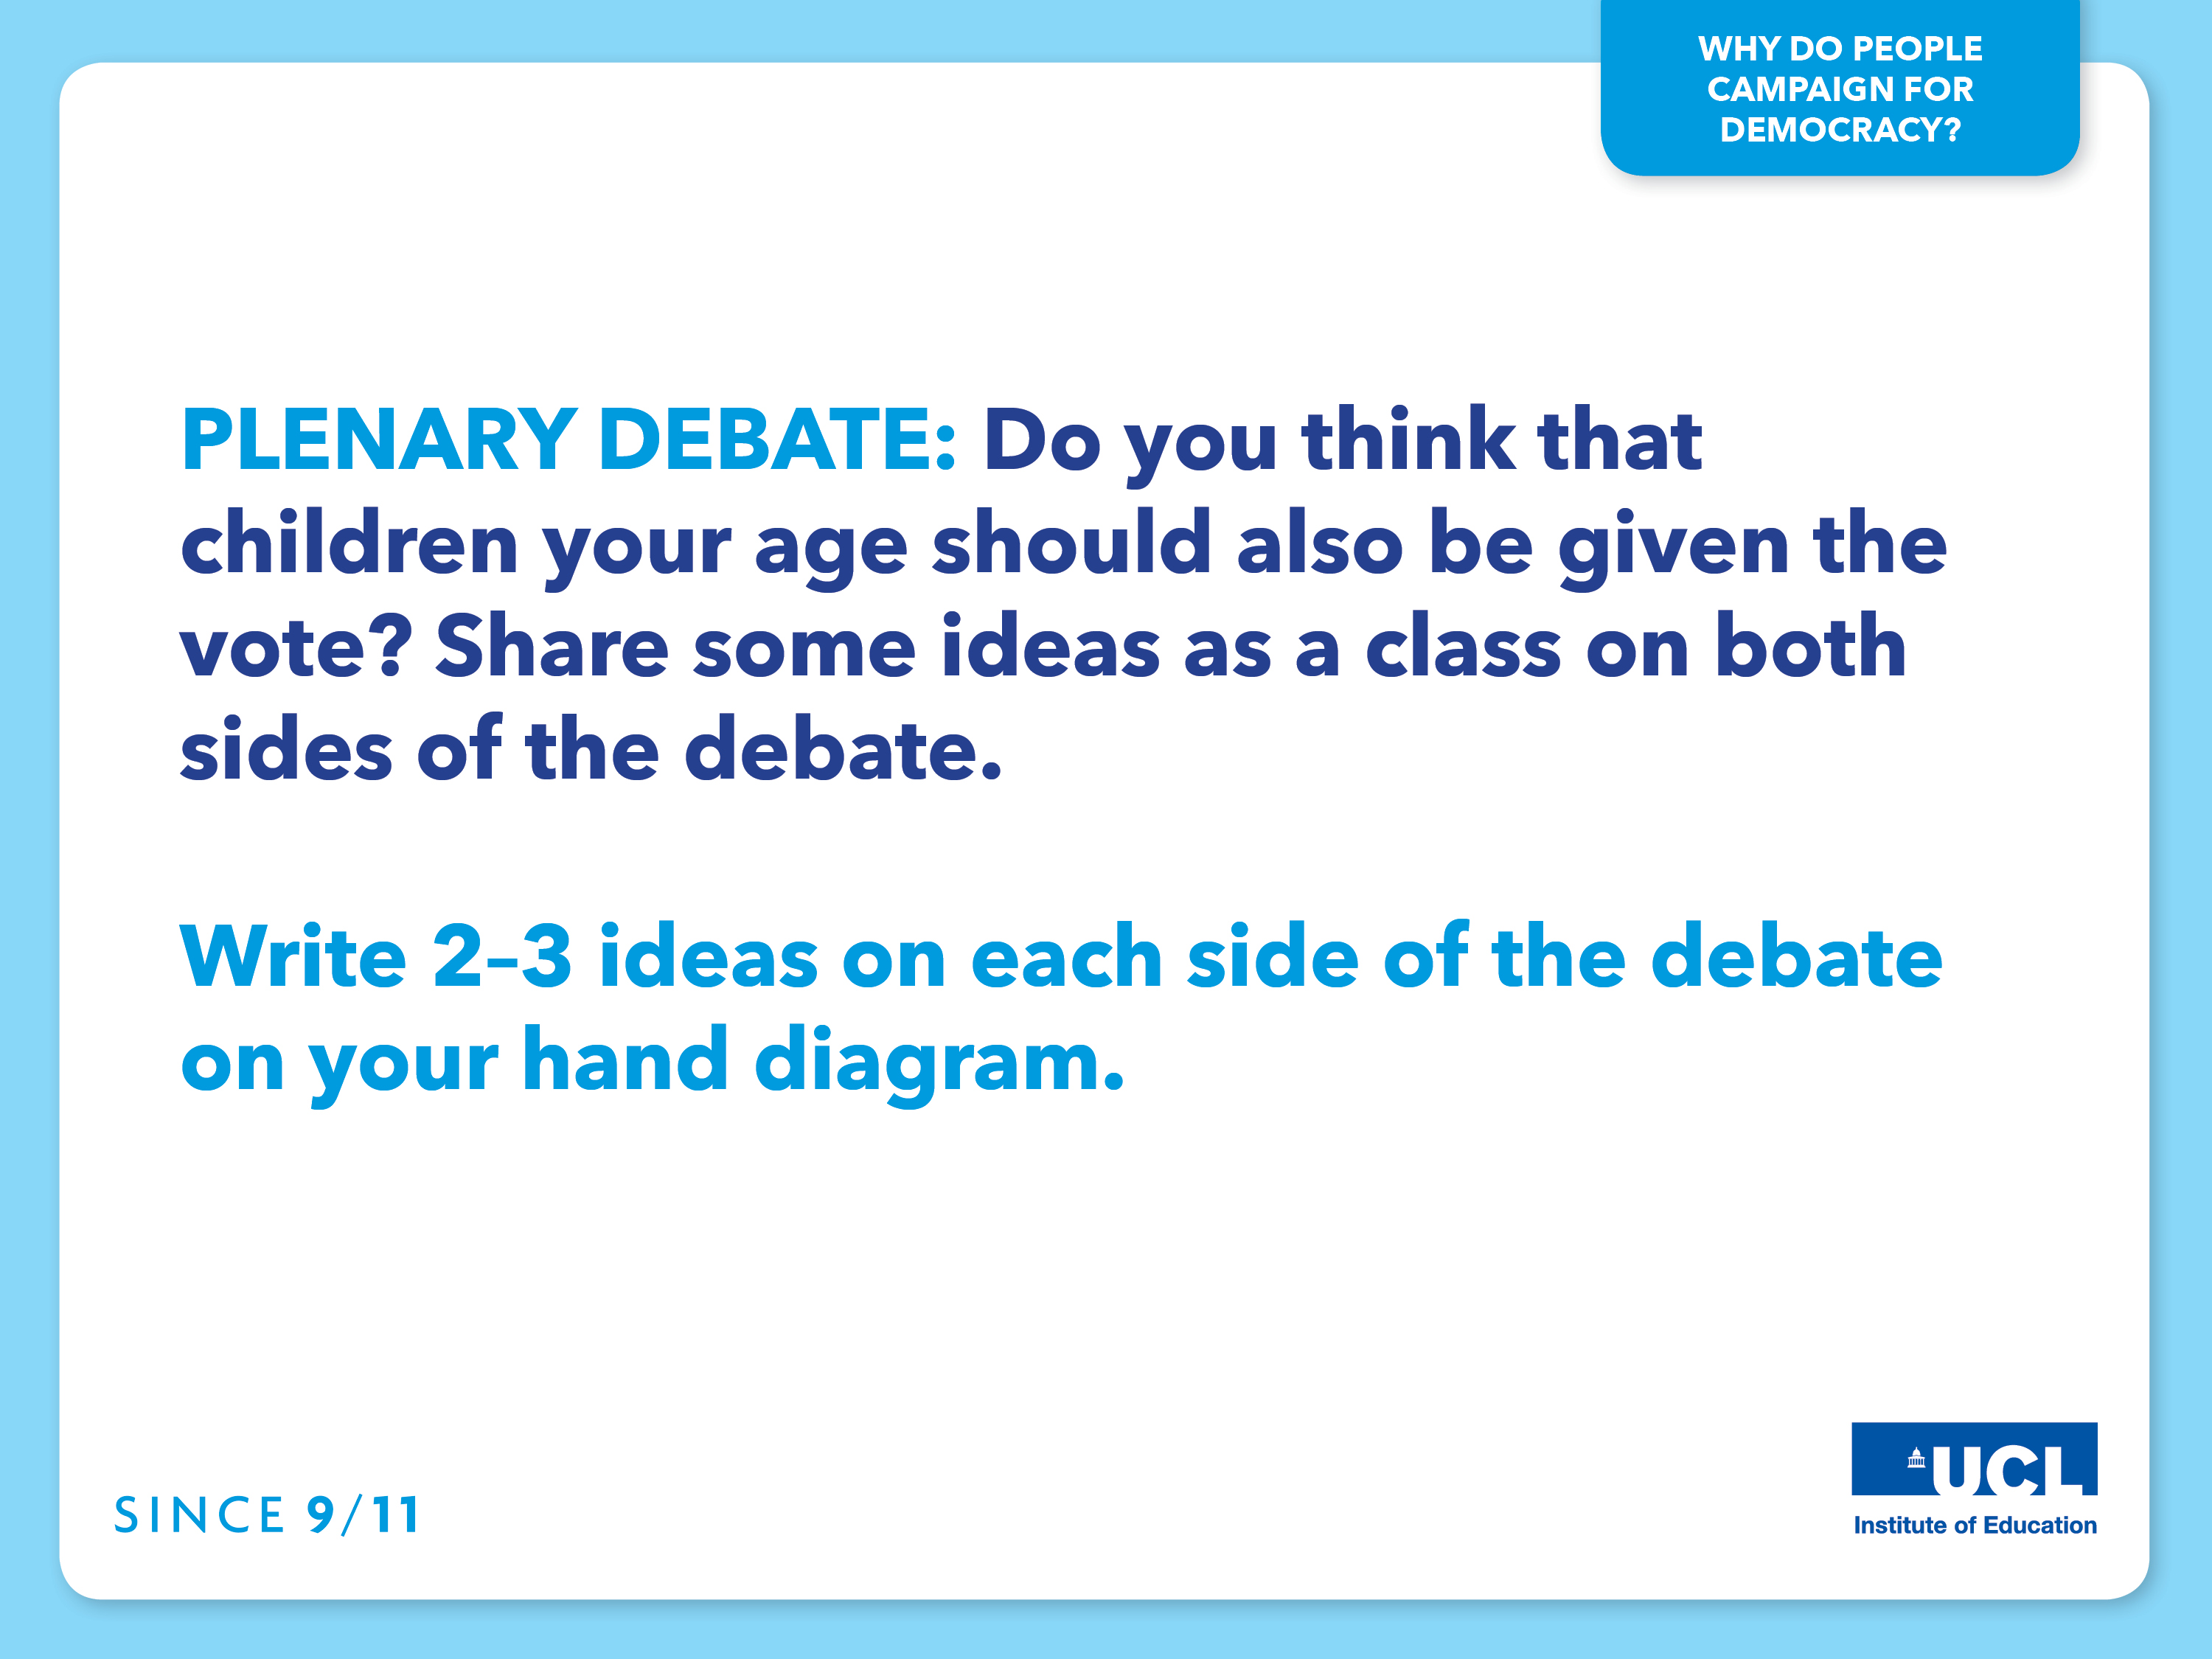 WHY DO PEOPLE
CAMPAIGN FOR
DEMOCRACY?
PLENARY DEBATE: Do you think that
children your age should also be given the
vote? Share some ideas as a class on both
sides of the debate.
Write 2–3 ideas on each side of the debate
on your hand diagram.
SINCE 9/11
UCL
Institute of Education